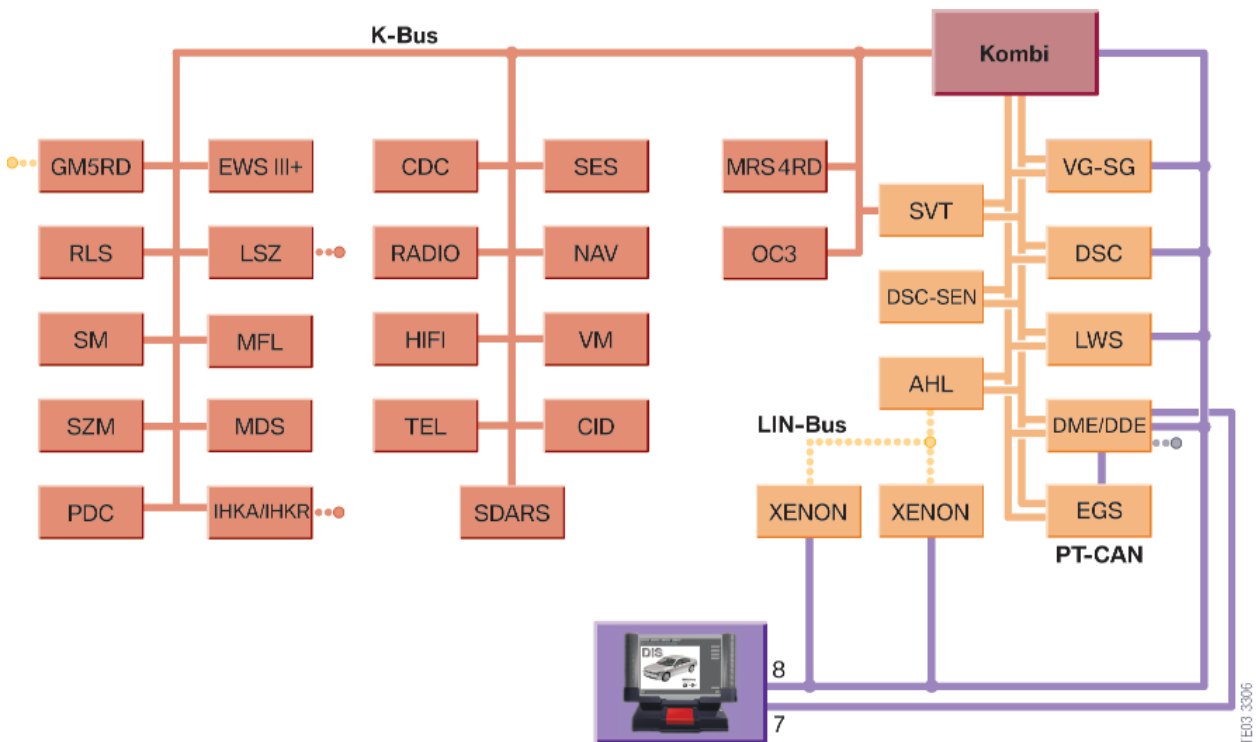 K-Bus
Kombi
GM5RD
EWS III+
CDC
SES
MRS 4RD
VG-SG
SVT
RLS
LSZ
RADIO
NAV
OC3
DSC
DSC-SEN
SM
MFL
HIFI
VM
LWS
AHL
SZM
MDS
TEL
CID
LIN-Bus
DME/DDE
PDC
IHKA/IHKR
SDARS
XENON
XENON
EGS
PT-CAN
DIS
8
7
TE03 3306